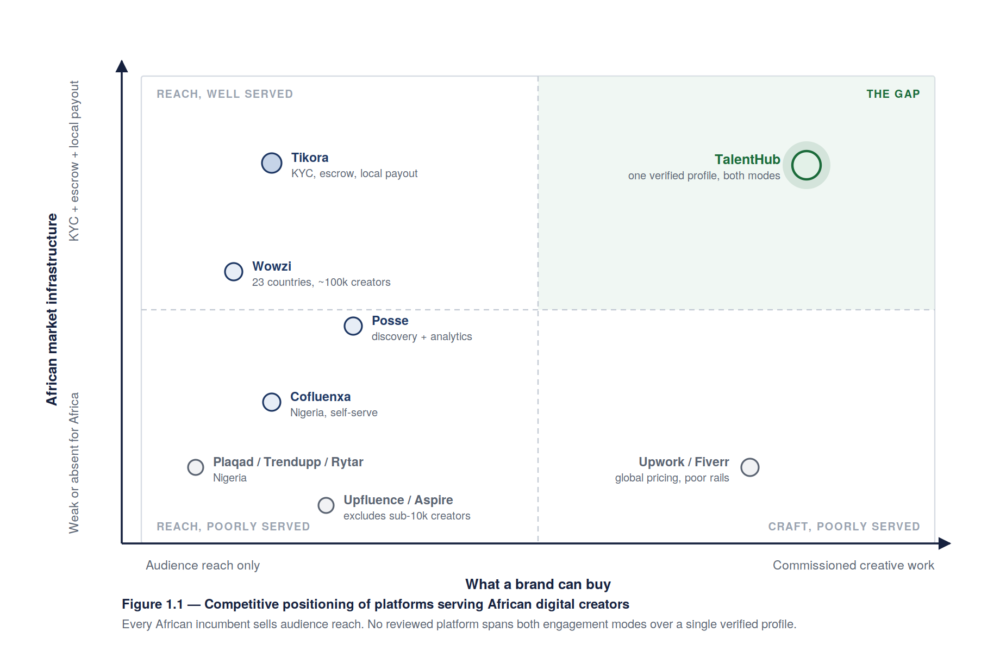 REACH, WELL SERVED
THE GAP
Tikora
KYC, escrow, local payout
TalentHub
one verified profile, both modes
Wowzi
23 countries, ~100k creators
Posse
discovery + analytics
Cofluenxa
Nigeria, self-serve
Plaqad / Trendupp / Rytar
Nigeria
Upwork / Fiverr
global pricing, poor rails
Upfluence / Aspire
excludes sub-10k creators
REACH, POORLY SERVED
CRAFT, POORLY SERVED
African market infrastructure
KYC + escrow + local payout
Weak or absent for Africa
Audience reach only
Commissioned creative work
What a brand can buy
Figure 1.1 — Competitive positioning of platforms serving African digital creators
Every African incumbent sells audience reach. No reviewed platform spans both engagement modes over a single verified profile.